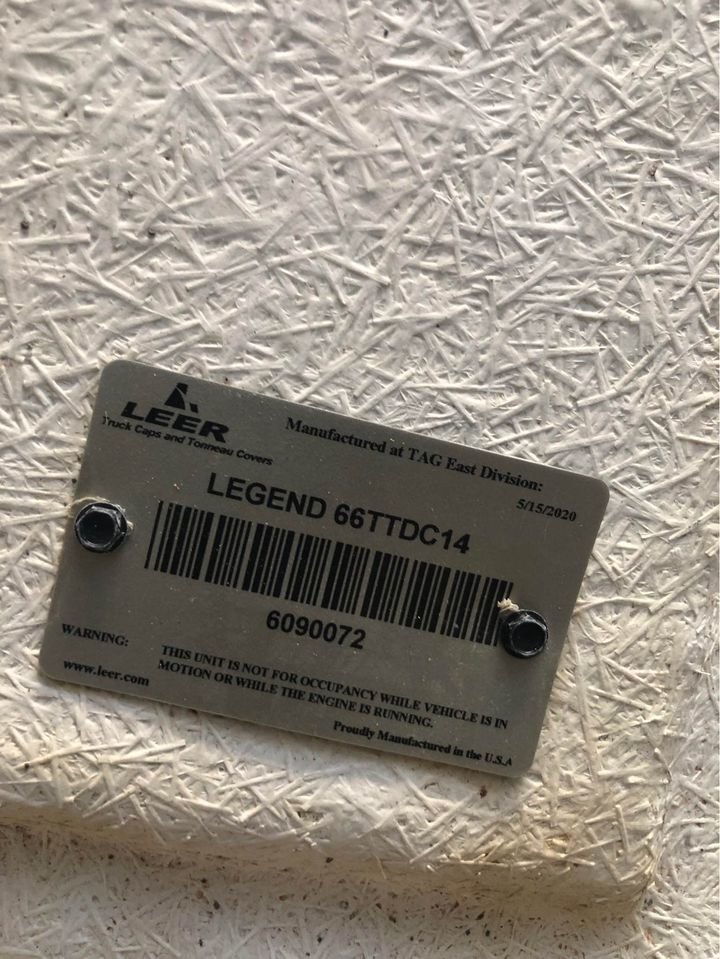 LEER
Truck Caps and Tonneau Covers
Manufactured at TAG East Division:
5/15/2020
LEGEND 66TTDC14
6090072
WARNING:
THIS UNIT IS NOT FOR OCCUPANCY WHILE VEHICLE IS IN
MOTION OR WHILE THE ENGINE IS RUNNING.
www.leer.com
Proudly Manufactured in the U.S.A